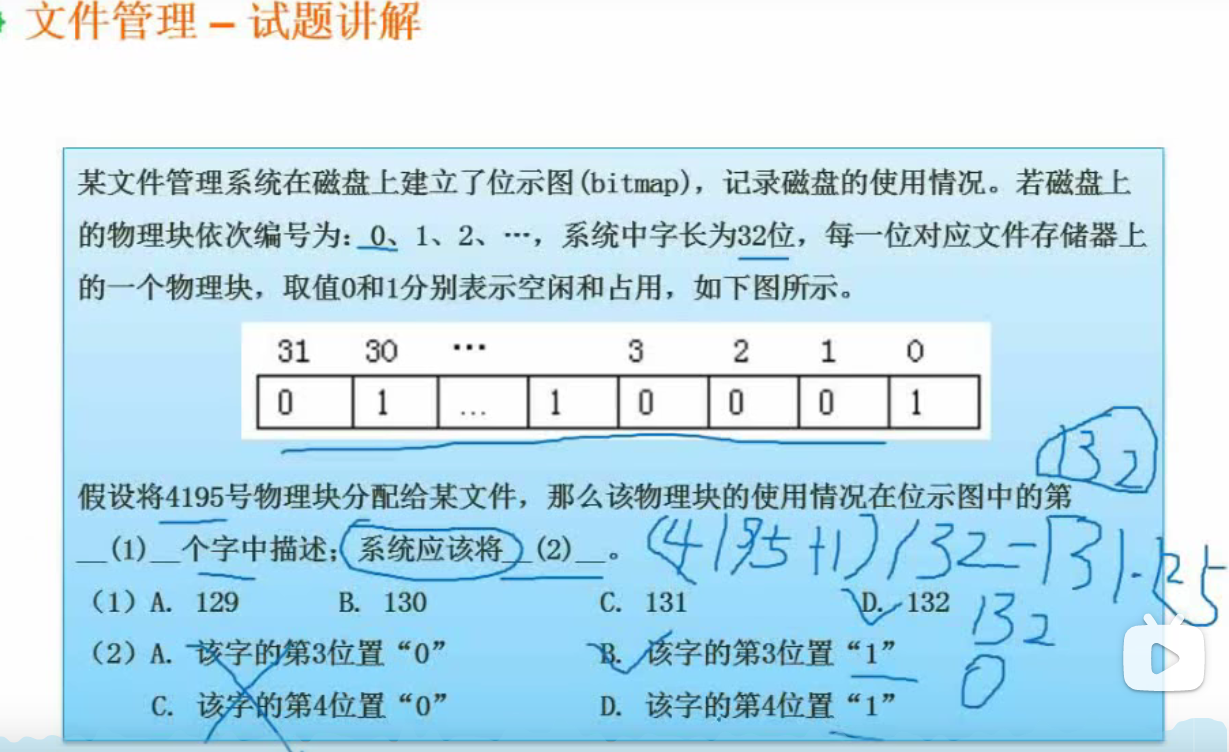 文件管理 – 试题讲解
某文件管理系统在磁盘上建立了位示图(bitmap)，记录磁盘的使用情况。若磁盘上
的物理块依次编号为：0、1、2、…，系统中字长为32位，每一位对应文件存储器上
的一个物理块，取值0和1分别表示空闲和占用，如下图所示。
31 30 … 3 2 1 0
0 1 ... 1 0 0 0 1
132
假设将4195号物理块分配给某文件，那么该物理块的使用情况在位示图中的第
__(1)__个字中描述；系统应该将__(2)__。 (4195+1)/32=131.125
（1）A. 129 B. 130 C. 131 D. 132
132
（2）A. 该字的第3位置“0” B. 该字的第3位置“1”
0
C. 该字的第4位置“0” D. 该字的第4位置“1”